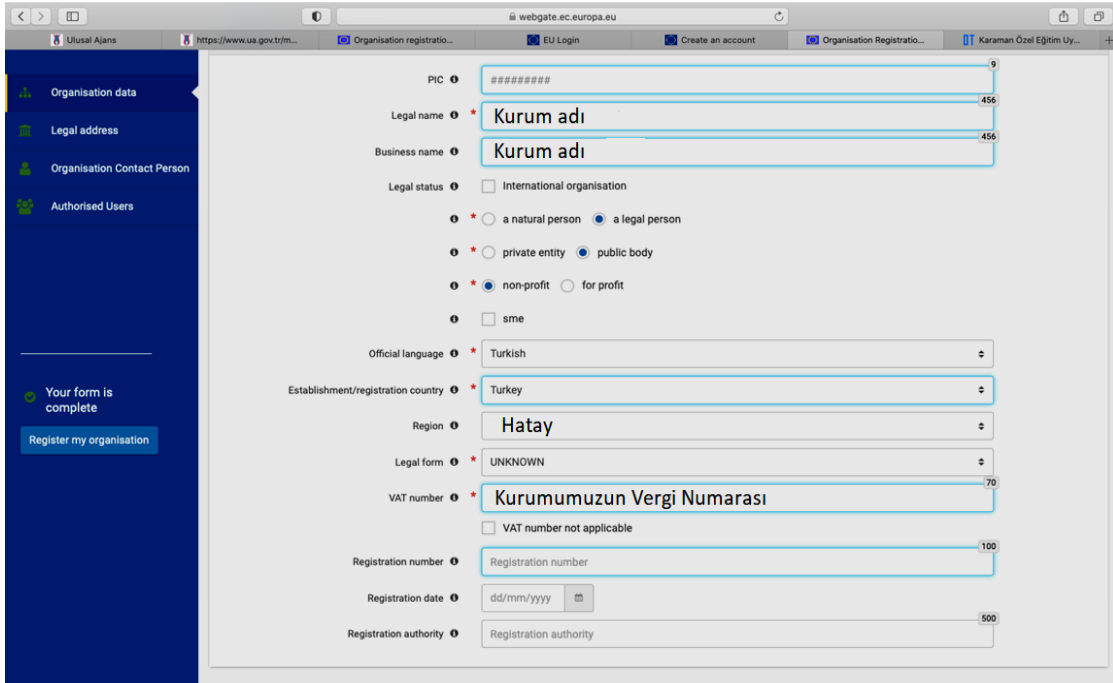 webgate.ec.europa.eu
Ulusal Ajans
https://www.ua.gov.tr/m...
Organisation registratio...
EU Login
Create an account
Organisation Registratio...
Karaman Özel Eğitim Uy...
Organisation data
Legal address
Organisation Contact Person
Authorised Users
Your form is
complete
Register my organisation
PIC
#########
9
Legal name *
Kurum adı
456
Business name
Kurum adı
456
Legal status
International organisation
* a natural person a legal person
* private entity public body
* non-profit for profit
sme
Official language * Turkish
Establishment/registration country * Turkey
Region Hatay
Legal form * UNKNOWN
VAT number * Kurumumuzun Vergi Numarası
70
VAT number not applicable
Registration number Registration number
100
Registration date dd/mm/yyyy
Registration authority Registration authority
500